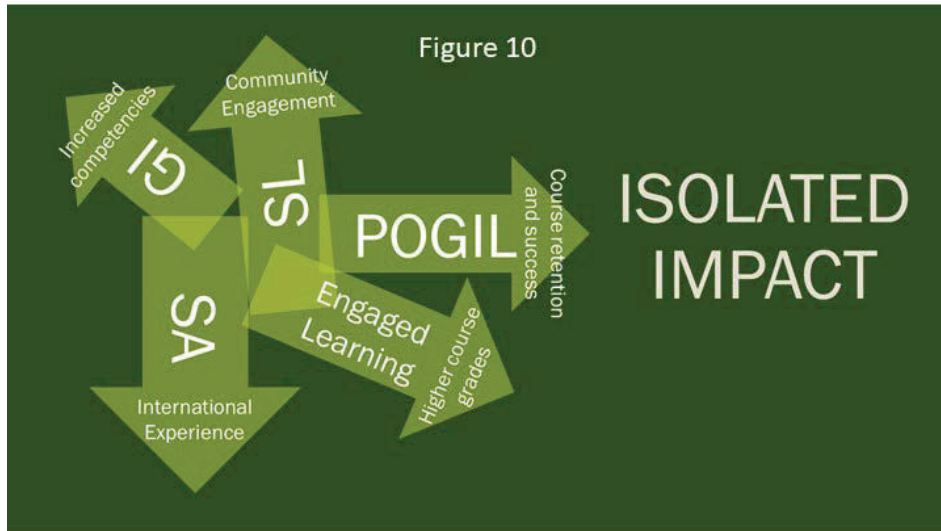 Figure 10
Increased
competencies
GI
Community
Engagement
SL
POGIL
Course retention
and success
ISOLATED
IMPACT
SA
International
Experience
Engaged
Learning
Higher course
grades